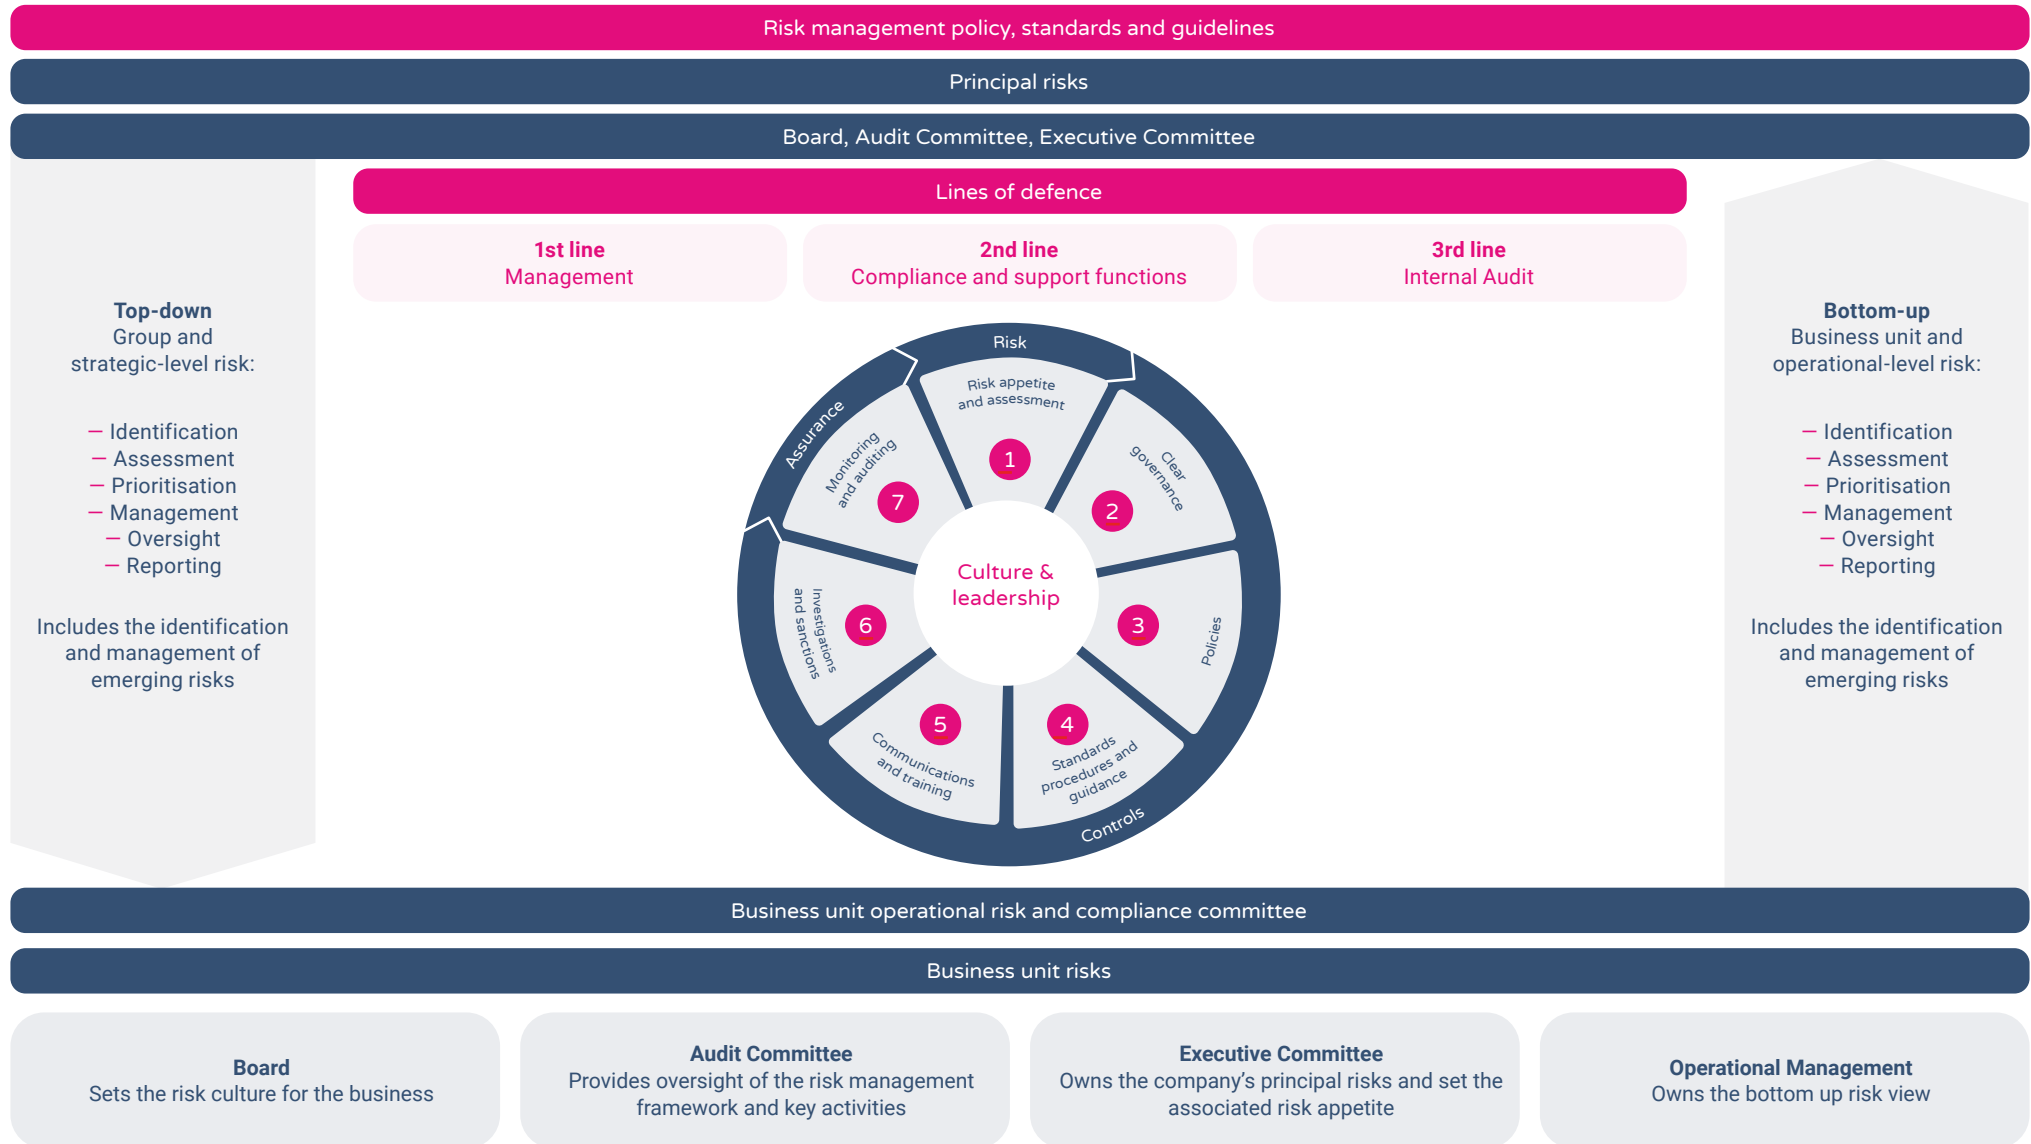 Risk management policy, standards and guidelines
Principal risks
Board, Audit Committee, Executive Committee
Lines of defence
1st line
Management
2nd line
Compliance and support functions
3rd line
Internal Audit
Top-down
Group and
strategic-level risk:
— Identification
— Assessment
— Prioritisation
— Management
— Oversight
— Reporting
Includes the identification
and management of
emerging risks
Risk
Risk appetite
and assessment
1
Clear
governance
2
Policies
3
Standards
procedures and
guidance
4
Controls
Communications
and training
5
Investigations
and sanctions
6
Monitoring
and auditing
7
Assurance
Culture &
leadership
Bottom-up
Business unit and
operational-level risk:
— Identification
— Assessment
— Prioritisation
— Management
— Oversight
— Reporting
Includes the identification
and management of
emerging risks
Business unit operational risk and compliance committee
Business unit risks
Board
Sets the risk culture for the business
Audit Committee
Provides oversight of the risk management
framework and key activities
Executive Committee
Owns the company’s principal risks and set the
associated risk appetite
Operational Management
Owns the bottom up risk view